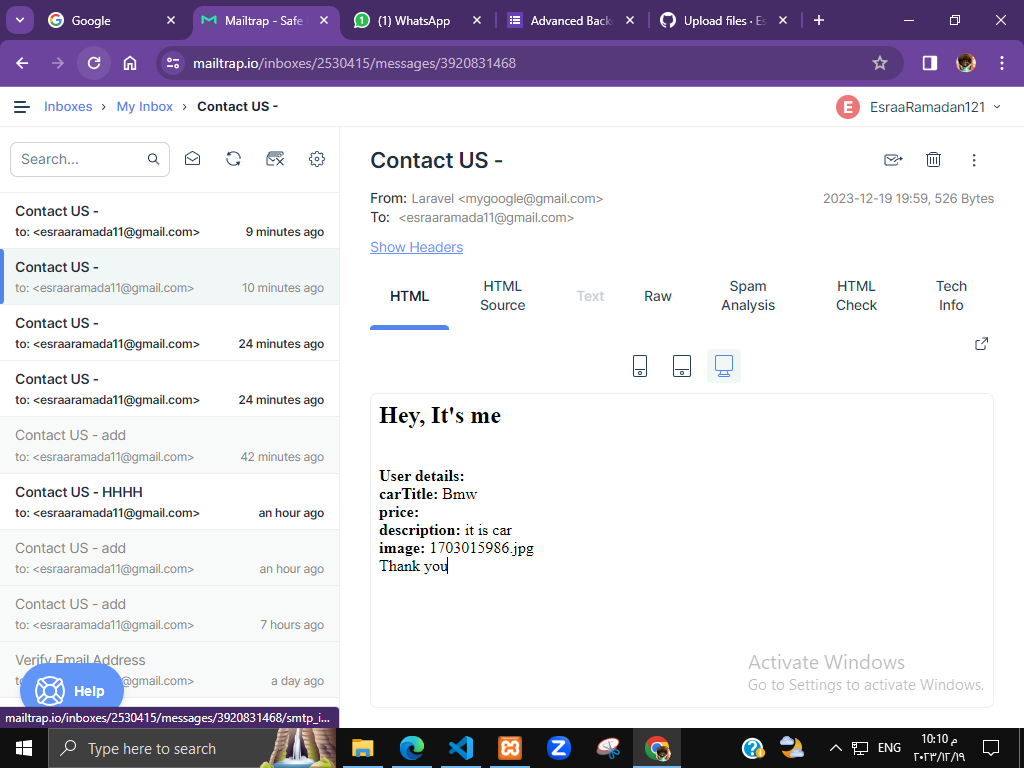 Google
Mailtrap - Safe
(1) WhatsApp
Advanced Back
Upload files · Es
mailtrap.io/inboxes/2530415/messages/3920831468
Inboxes › My Inbox › Contact US -
E EsraaRamadan121
Search...
Contact US -
to: <esraaramada11@gmail.com> 9 minutes ago
Contact US -
to: <esraaramada11@gmail.com> 10 minutes ago
Contact US -
to: <esraaramada11@gmail.com> 24 minutes ago
Contact US -
to: <esraaramada11@gmail.com> 24 minutes ago
Contact US - add
to: <esraaramada11@gmail.com> 42 minutes ago
Contact US - HHHH
to: <esraaramada11@gmail.com> an hour ago
Contact US - add
to: <esraaramada11@gmail.com> an hour ago
Contact US - add
to: <esraaramada11@gmail.com> 7 hours ago
Verify Email Address
@gmail.com> a day ago
Help
mailtrap.io/inboxes/2530415/messages/3920831468/smtp_i...
Contact US -
From: Laravel <mygoogle@gmail.com> 2023-12-19 19:59, 526 Bytes
To: <esraaramada11@gmail.com>
Show Headers
HTML
HTML Source
Text
Raw
Spam Analysis
HTML Check
Tech Info
Hey, It's me
User details:
carTitle: Bmw
price:
description: it is car
image: 1703015986.jpg
Thank you
Activate Windows
Go to Settings to activate Windows.
Type here to search
ENG
10:10 م
٢٠٢٣/١٢/١٩